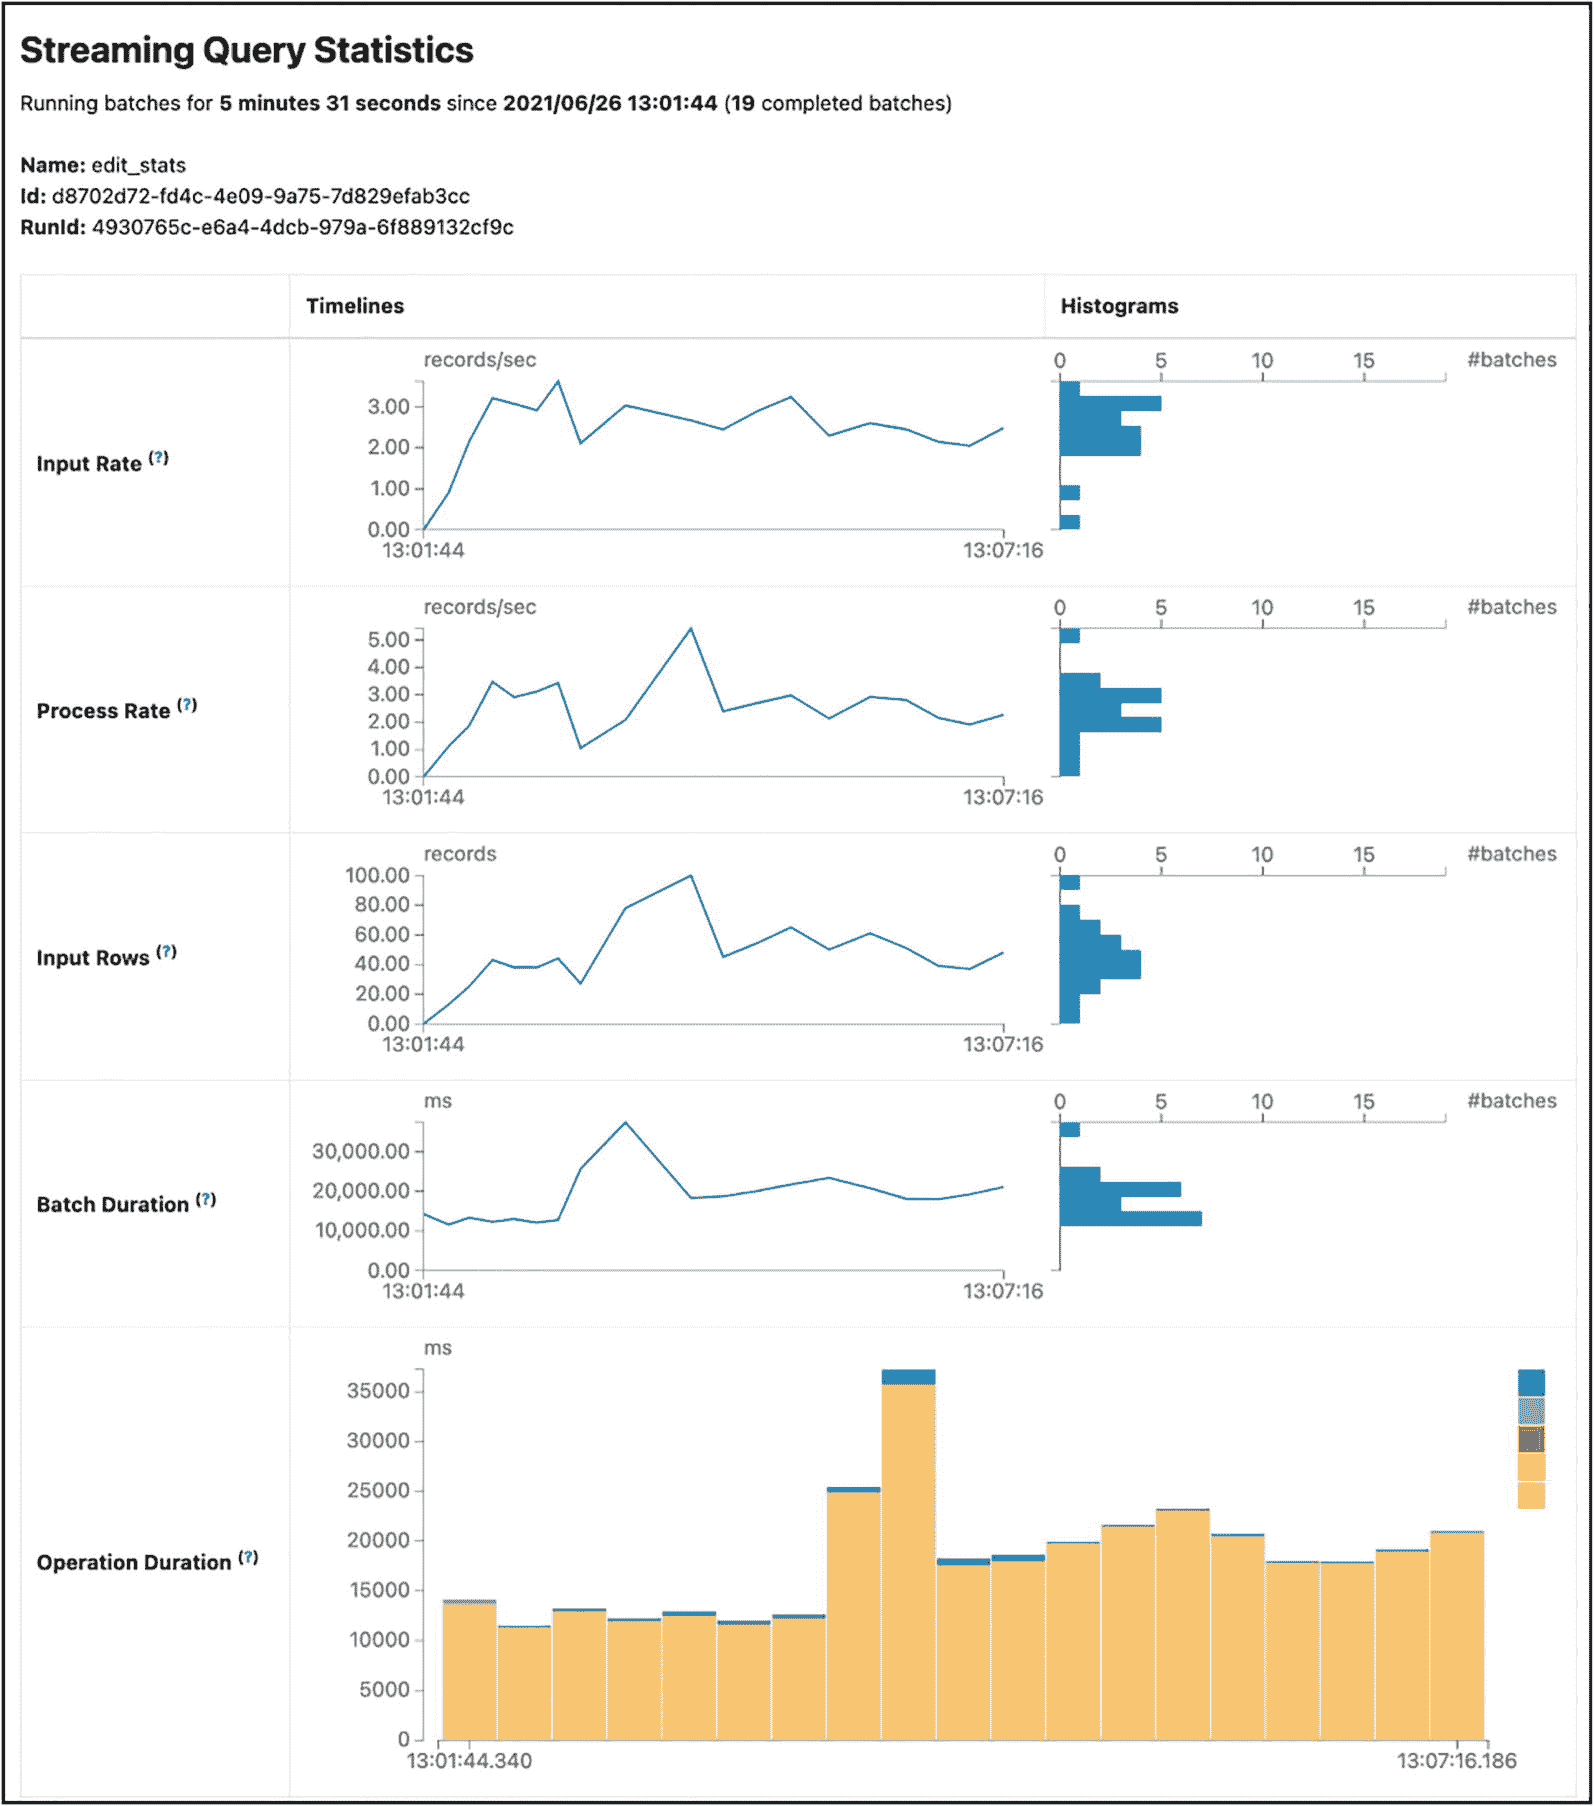 Streaming Query Statistics
Running batches for 5 minutes 31 seconds since 2021/06/26 13:01:44 (19 completed batches)
Name: edit_stats
Id: d8702d72-fd4c-4e09-9a75-7d829efab3cc
RunId: 4930765c-e6a4-4dcb-979a-6f889132cf9c
Timelines Histograms
Input Rate (?)
records/sec
3.00
2.00
1.00
0.00
13:01:44 13:07:16
0 5 10 15 #batches
Process Rate (?)
records/sec
5.00
4.00
3.00
2.00
1.00
0.00
13:01:44 13:07:16
0 5 10 15 #batches
Input Rows (?)
records
100.00
80.00
60.00
40.00
20.00
0.00
13:01:44 13:07:16
0 5 10 15 #batches
Batch Duration (?)
ms
30,000.00
20,000.00
10,000.00
0.00
13:01:44 13:07:16
0 5 10 15 #batches
Operation Duration (?)
ms
35000
30000
25000
20000
15000
10000
5000
0
13:01:44.340 13:07:16.186